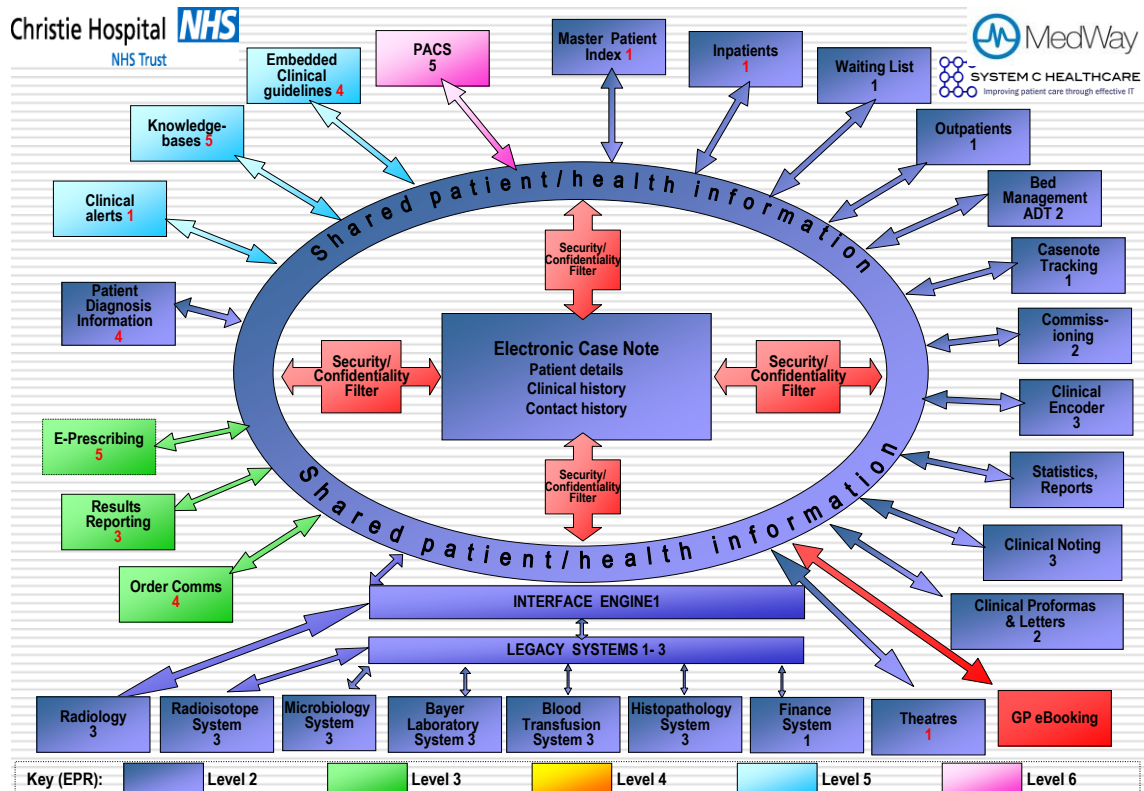 Christie Hospital NHS
NHS Trust
MedWay
SYSTEM C HEALTHCARE
Improving patient care through effective IT
Embedded
Clinical
guidelines 4
PACS
5
Master Patient
Index 1
Inpatients
1
Waiting List
1
Knowledge-
bases 5
Outpatients
1
Clinical
alerts 1
Bed
Management
ADT 2
Shared patient/health information
Casenote
Tracking
1
Patient
Diagnosis
Information
4
Security/
Confidentiality
Filter
Commiss-
ioning
2
Electronic Case Note
Patient details
Clinical history
Contact history
Security/
Confidentiality
Filter
Security/
Confidentiality
Filter
Clinical
Encoder
3
E-Prescribing
5
Security/
Confidentiality
Filter
Statistics,
Reports
Results
Reporting
3
Shared patient/health information
Clinical Noting
3
Order Comms
4
INTERFACE ENGINE1
Clinical Proformas
& Letters
2
LEGACY SYSTEMS 1- 3
Radiology
3
Radioisotope
System
3
Microbiology
System
3
Bayer
Laboratory
System 3
Blood
Transfusion
System 3
Histopathology
System
3
Finance
System
1
Theatres
1
GP eBooking
Key (EPR): Level 2 Level 3 Level 4 Level 5 Level 6